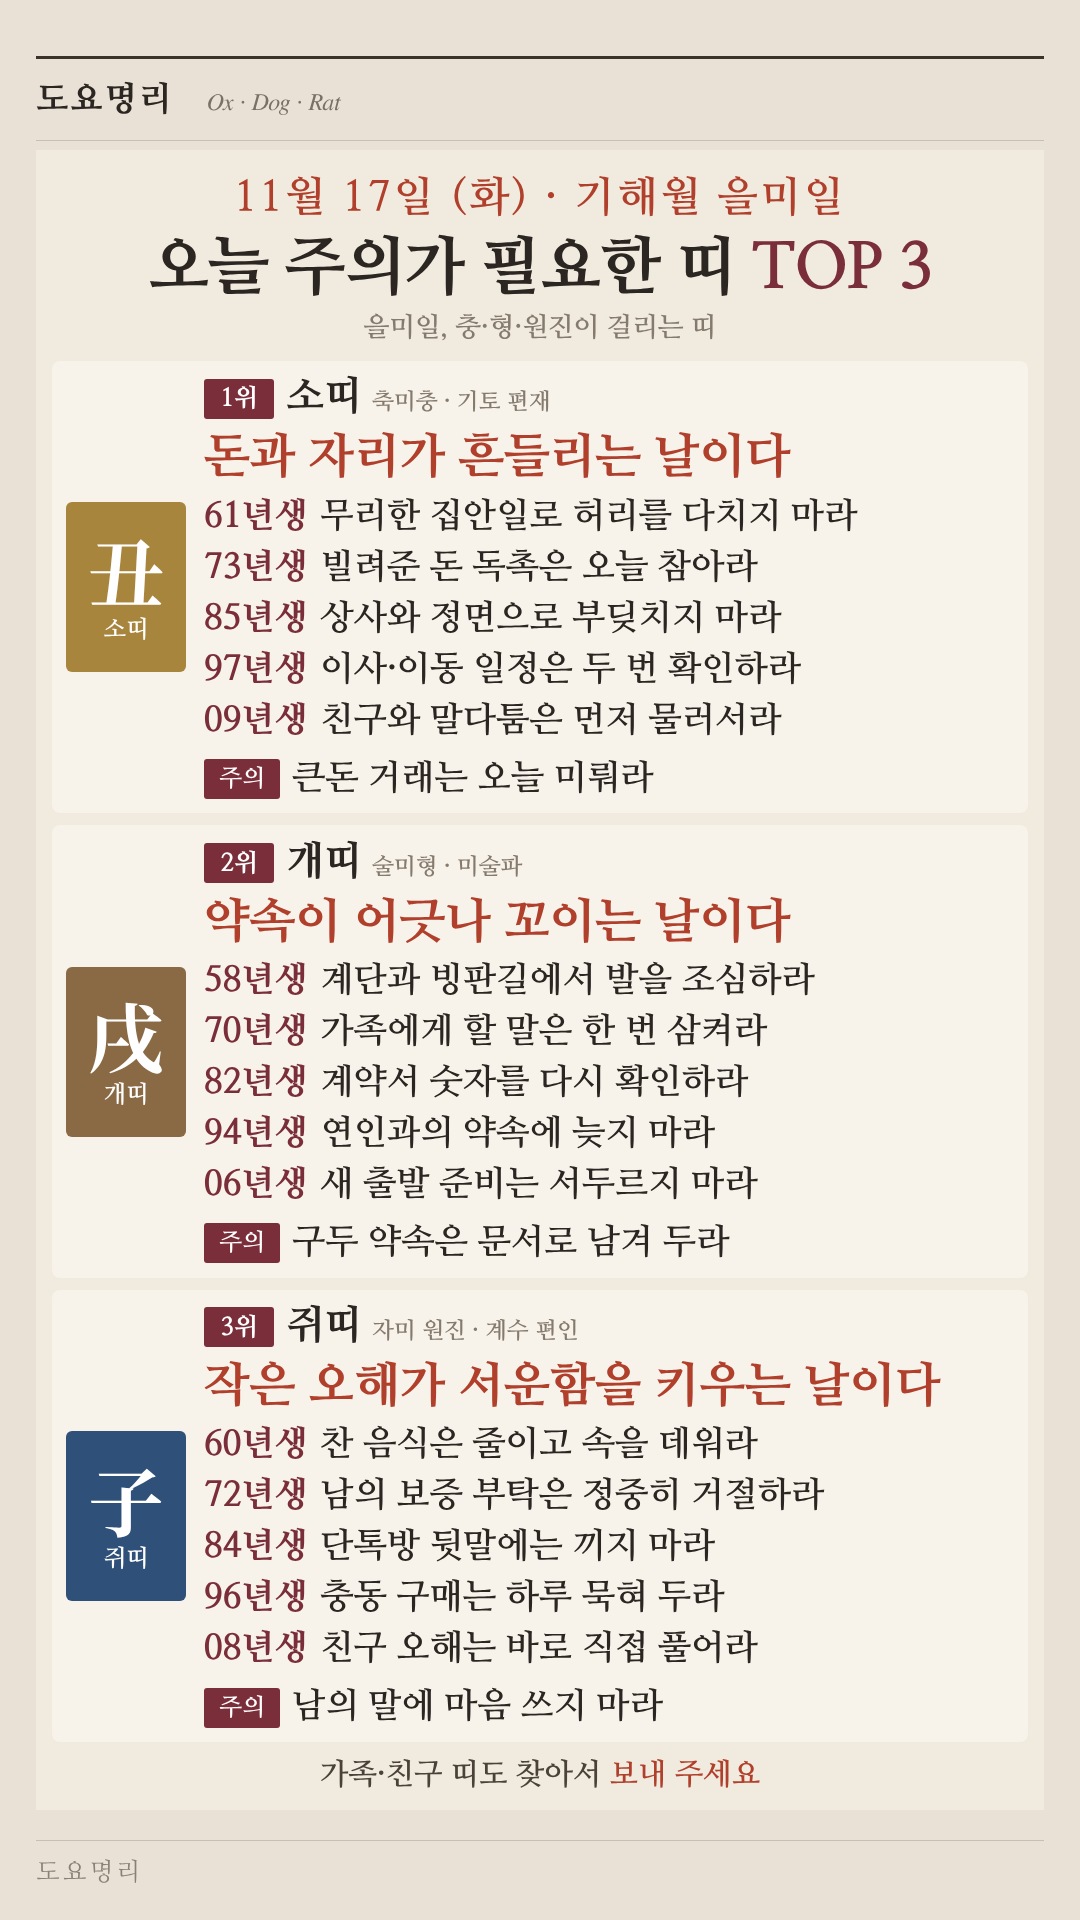 도요명리 Ox · Dog · Rat
11월 17일 (화) · 기해월 을미일
오늘 주의가 필요한 띠 TOP 3
을미일, 충·형·원진이 걸리는 띠
1위 소띠 축미충 · 기토 편재
돈과 자리가 흔들리는 날이다
61년생 무리한 집안일로 허리를 다치지 마라
73년생 빌려준 돈 독촉은 오늘 참아라
85년생 상사와 정면으로 부딪치지 마라
97년생 이사·이동 일정은 두 번 확인하라
09년생 친구와 말다툼은 먼저 물러서라
주의 큰돈 거래는 오늘 미뤄라
丑
소띠
2위 개띠 술미형 · 미술파
약속이 어긋나 꼬이는 날이다
58년생 계단과 빙판길에서 발을 조심하라
70년생 가족에게 할 말은 한 번 삼켜라
82년생 계약서 숫자를 다시 확인하라
94년생 연인과의 약속에 늦지 마라
06년생 새 출발 준비는 서두르지 마라
주의 구두 약속은 문서로 남겨 두라
戌
개띠
3위 쥐띠 자미 원진 · 계수 편인
작은 오해가 서운함을 키우는 날이다
60년생 찬 음식은 줄이고 속을 데워라
72년생 남의 보증 부탁은 정중히 거절하라
84년생 단톡방 뒷말에는 끼지 마라
96년생 충동 구매는 하루 묵혀 두라
08년생 친구 오해는 바로 직접 풀어라
주의 남의 말에 마음 쓰지 마라
子
쥐띠
가족·친구 띠도 찾아서 보내 주세요
도요명리